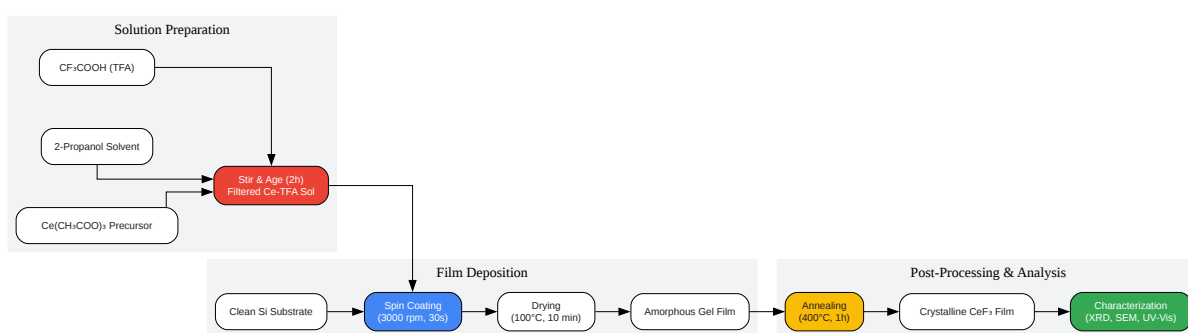 Solution Preparation
CF₃COOH (TFA)
2-Propanol Solvent
Stir & Age (2h)
Filtered Ce-TFA Sol
Ce(CH₃COO)₃ Precursor
Film Deposition
Clean Si Substrate
Spin Coating
(3000 rpm, 30s)
Drying
(100°C, 10 min)
Amorphous Gel Film
Post-Processing & Analysis
Annealing
(400°C, 1h)
Crystalline CeF₃ Film
Characterization
(XRD, SEM, UV-Vis)